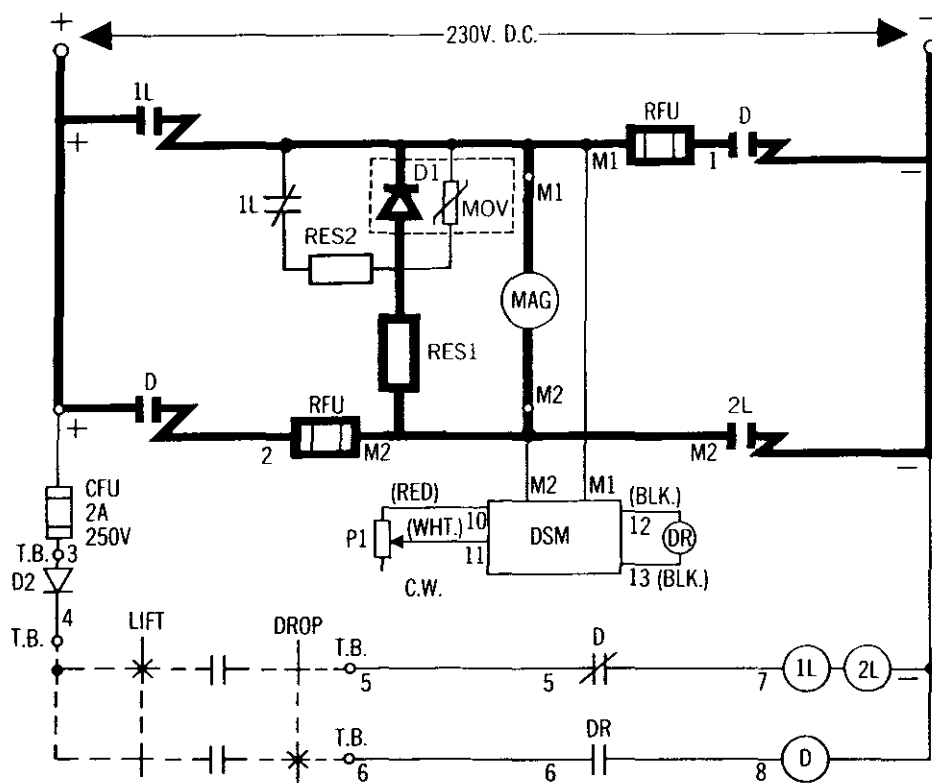 + 230V. D.C. −
1L RFU D
+ M1 1 −
D1 M1
1L MOV
RES2
MAG
RES1
D RFU M2 2L
+ 2 M2 M2 −
M2 M1
CFU (RED) (BLK.)
2A 10 12
250V P1 (WHT.) DSM DR
T.B. 3 11
D2 C.W. 13 (BLK.)
4
T.B. LIFT DROP T.B. D
5 5 7 1L 2L −
T.B. DR
6 6 8 D